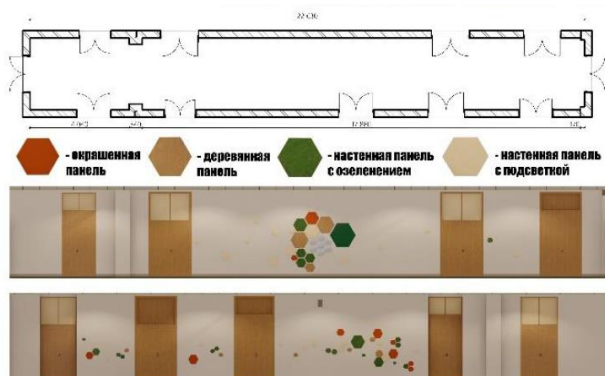 - окрашенная
панель
- деревянная
панель
- настенная панель
с озеленением
- настенная панель
с подсветкой